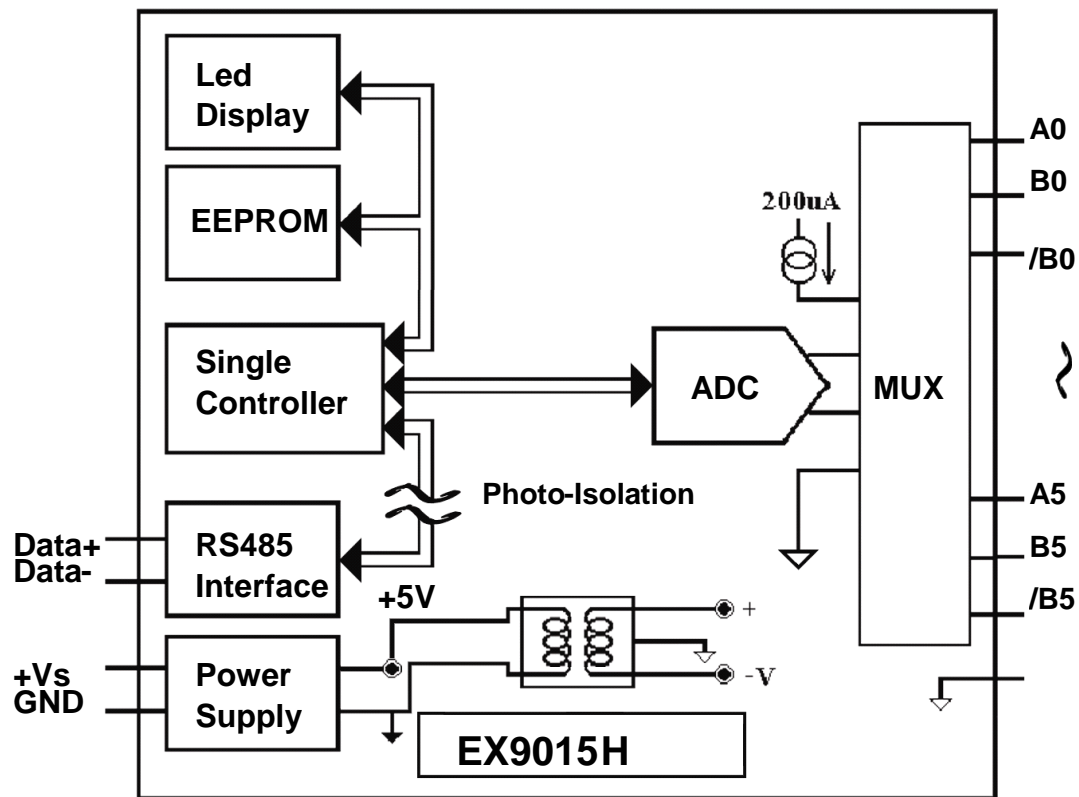 Led
Display
EEPROM
Single
Controller
RS485
Interface
Power
Supply
Data+
Data-
+Vs
GND
+5V
Photo-Isolation
+
-V
EX9015H
ADC
200uA
MUX
A0
B0
/B0
A5
B5
/B5